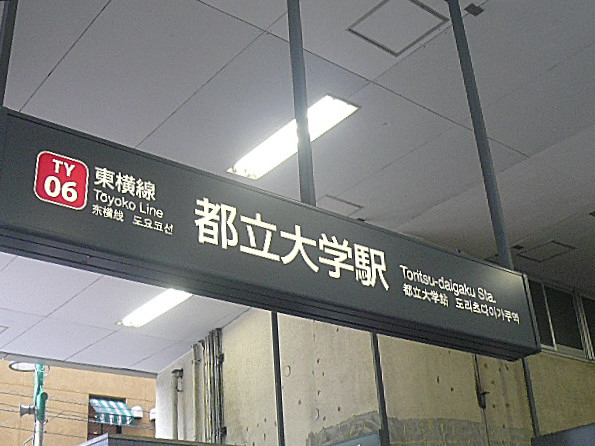 TY
06
東横線
Tōyoko Line
东横线 도요코선
都立大学駅
Toritsu-daigaku Sta.
都立大学站 도리츠다이가쿠역